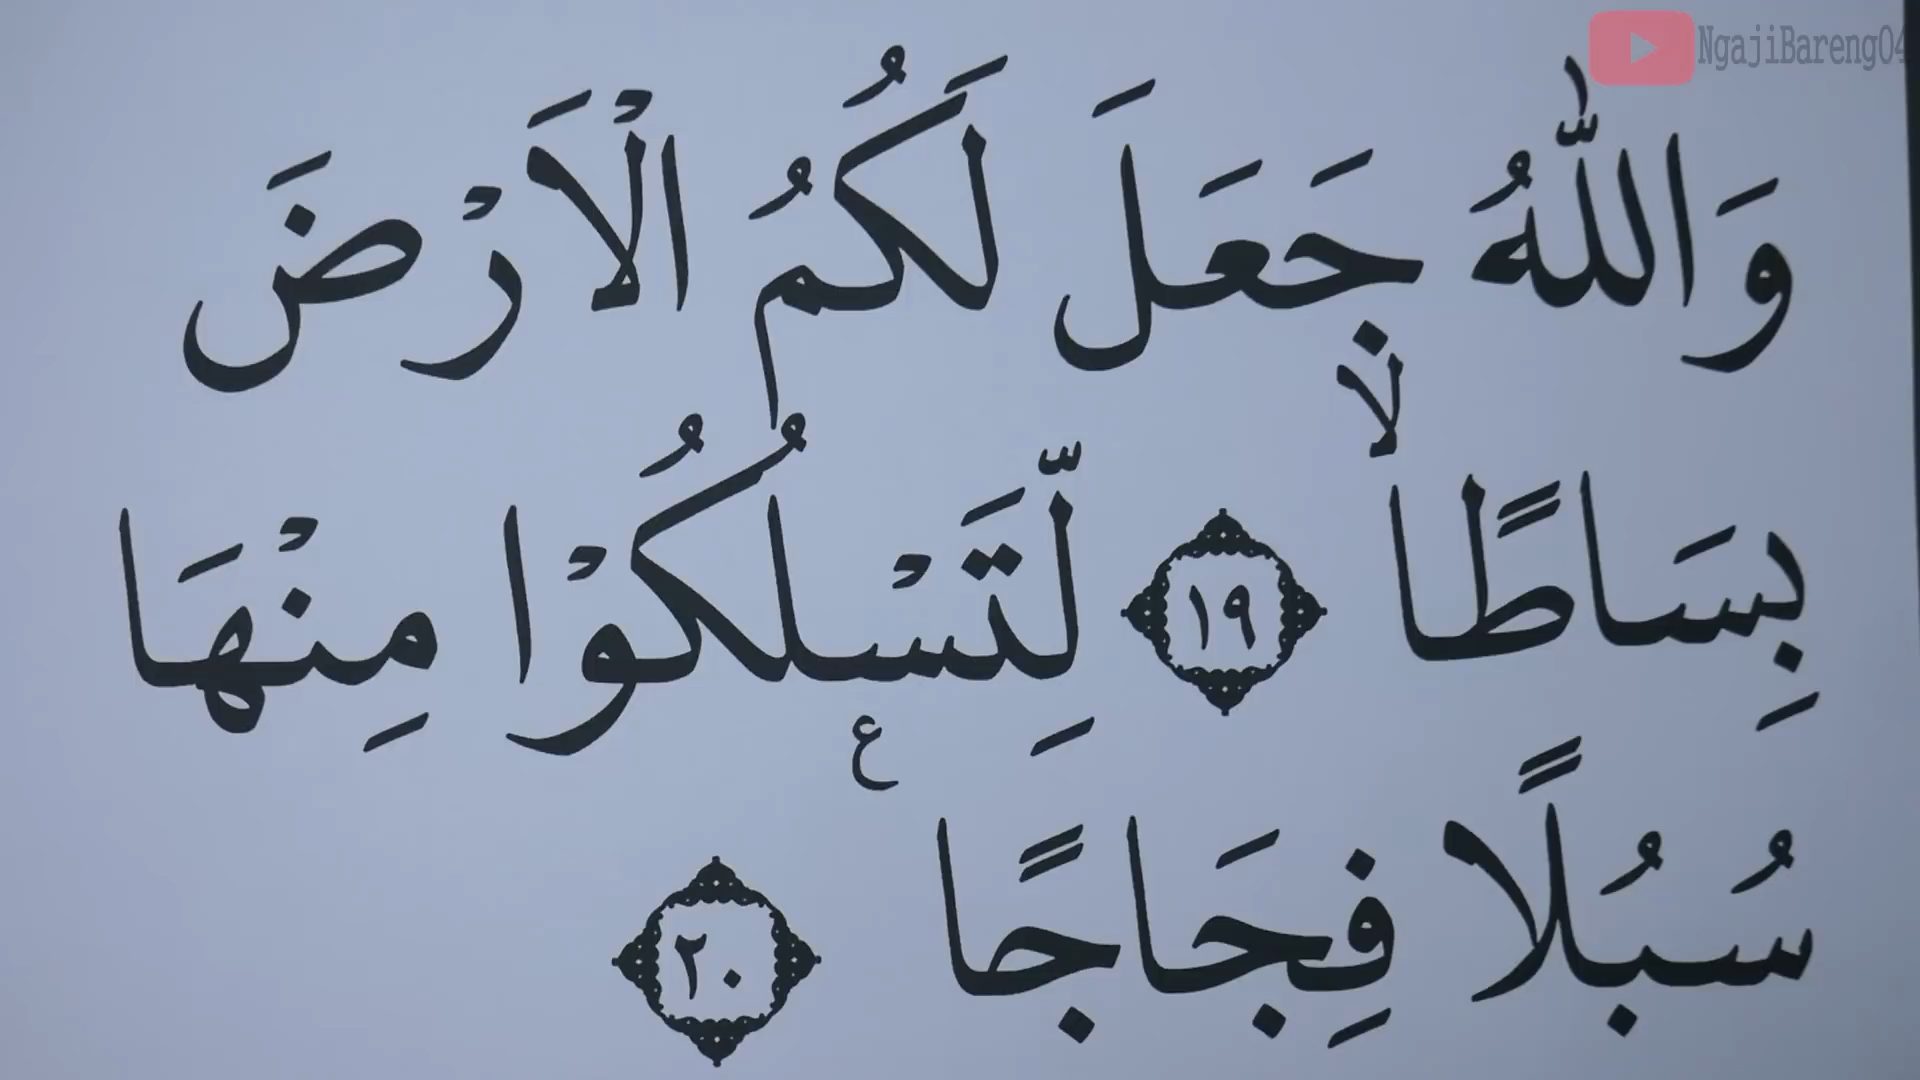 NgajiBareng04
وَاللّٰهُ جَعَلَ لَكُمُ الْاَرْضَ
بِسَاطًاۙ ١٩ لِّتَسْلُكُوْا مِنْهَا
سُبُلًا فِجَاجًا ࣖ ٢٠